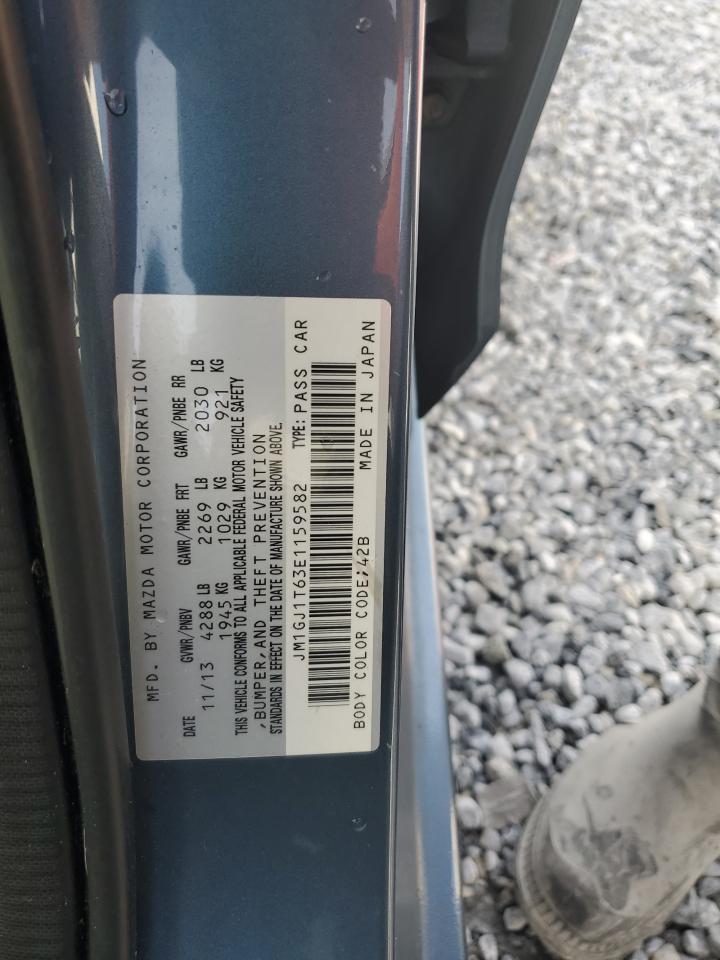 MFD. BY MAZDA MOTOR CORPORATION
DATE GVWR/PNBV GAWR/PNBE FRT GAWR/PNBE RR
11/13 4288 LB 2269 LB 2030 LB
1945 KG 1029 KG 921 KG
THIS VEHICLE CONFORMS TO ALL APPLICABLE FEDERAL MOTOR VEHICLE SAFETY
,BUMPER,AND THEFT PREVENTION
STANDARDS IN EFFECT ON THE DATE OF MANUFACTURE SHOWN ABOVE.
JM1GJ1T63E1159582 TYPE: PASS CAR
BODY COLOR CODE;42B MADE IN JAPAN